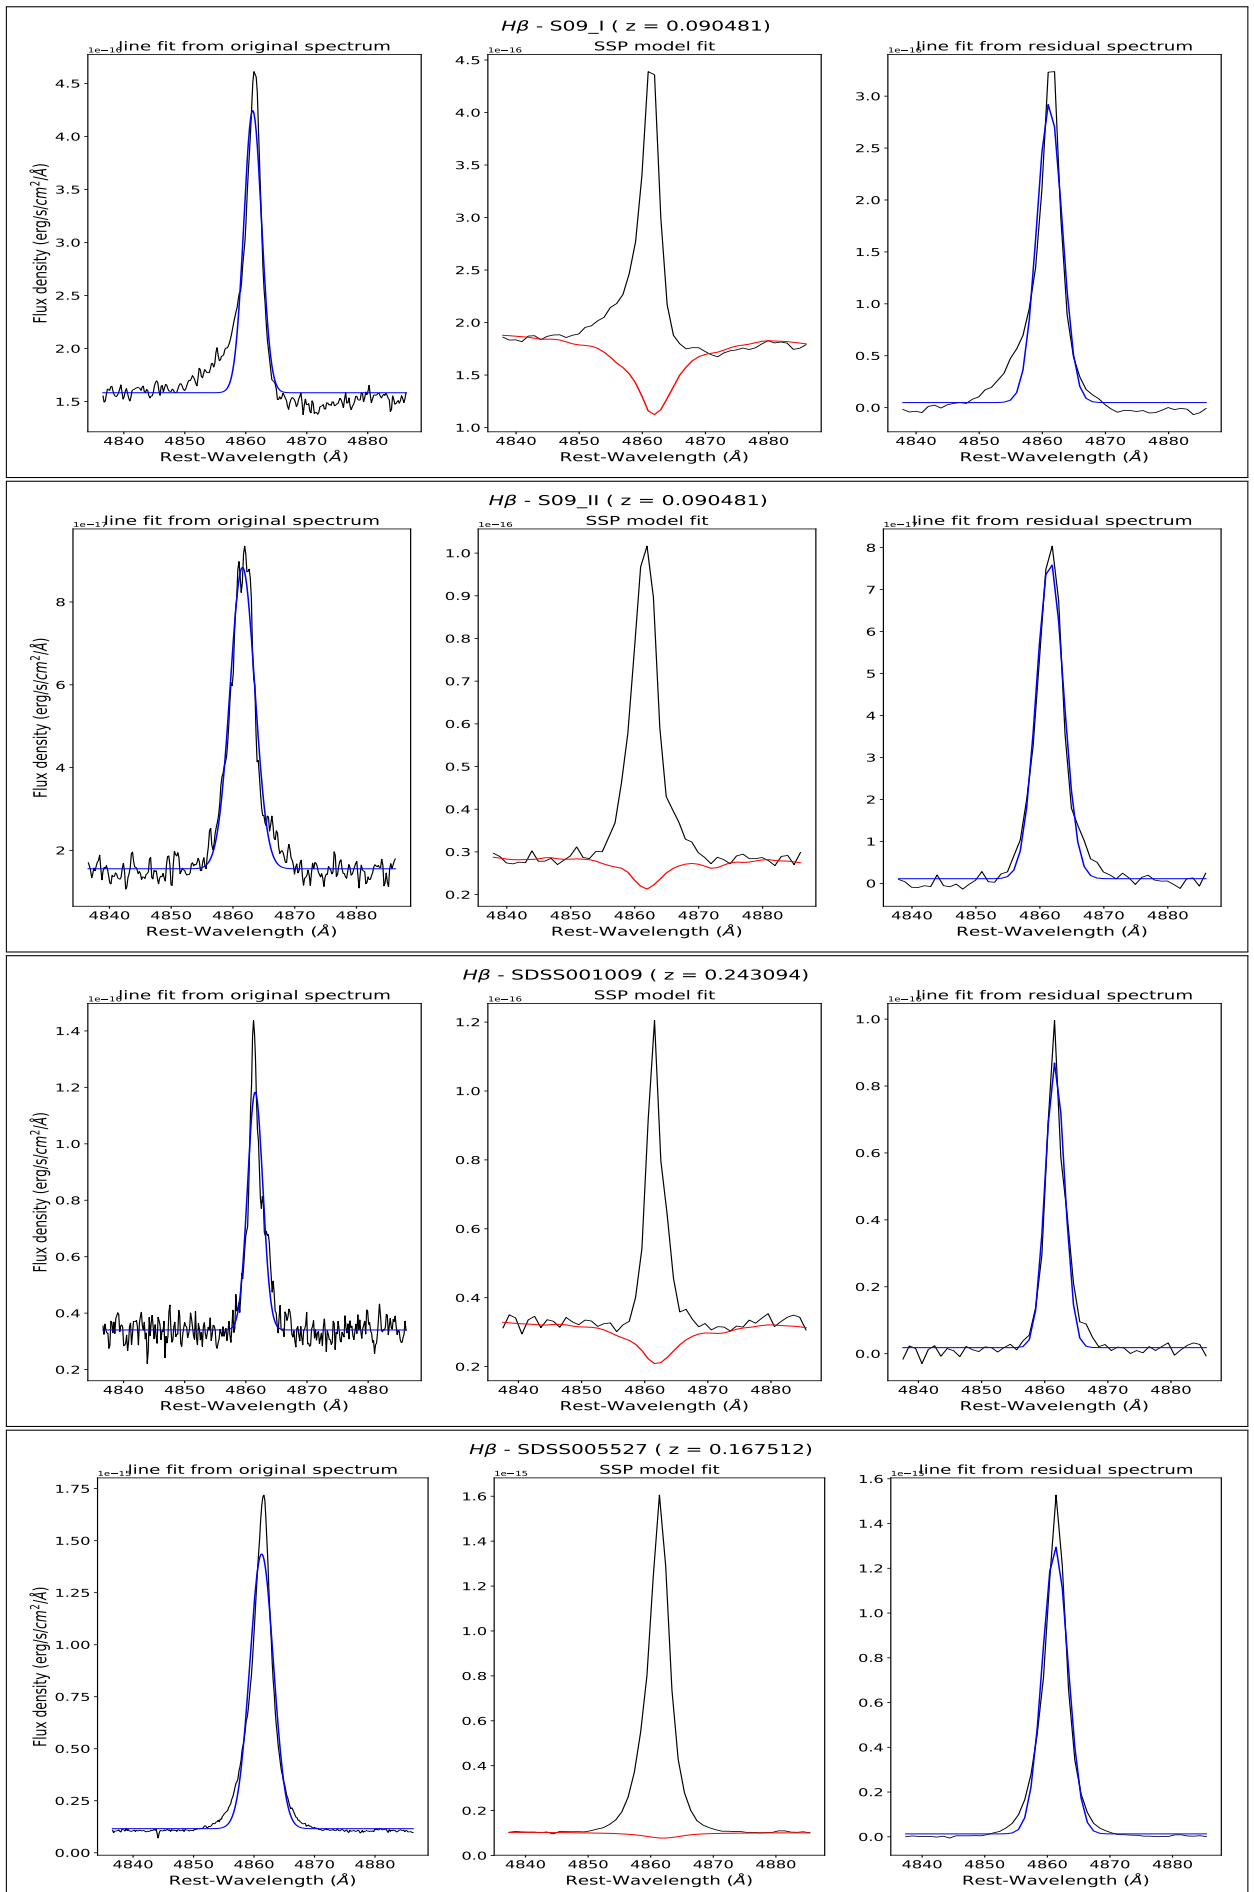 Hβ - S09_I ( z = 0.090481)
line fit from original spectrum
SSP model fit
line fit from residual spectrum
1e−16
1e−16
1e−16
4.5
4.0
3.5
3.0
2.5
2.0
1.5
4.5
4.0
3.5
3.0
2.5
2.0
1.5
1.0
3.0
2.5
2.0
1.5
1.0
0.5
0.0
Flux density (erg/s/cm²/Å)
4840 4850 4860 4870 4880
4840 4850 4860 4870 4880
4840 4850 4860 4870 4880
Rest-Wavelength (Å)
Rest-Wavelength (Å)
Rest-Wavelength (Å)
Hβ - S09_II ( z = 0.090481)
line fit from original spectrum
SSP model fit
line fit from residual spectrum
1e−17
1e−16
1e−17
8
6
4
2
1.0
0.9
0.8
0.7
0.6
0.5
0.4
0.3
0.2
8
7
6
5
4
3
2
1
0
Flux density (erg/s/cm²/Å)
4840 4850 4860 4870 4880
4840 4850 4860 4870 4880
4840 4850 4860 4870 4880
Rest-Wavelength (Å)
Rest-Wavelength (Å)
Rest-Wavelength (Å)
Hβ - SDSS001009 ( z = 0.243094)
line fit from original spectrum
SSP model fit
line fit from residual spectrum
1e−16
1e−16
1e−16
1.4
1.2
1.0
0.8
0.6
0.4
0.2
1.2
1.0
0.8
0.6
0.4
0.2
1.0
0.8
0.6
0.4
0.2
0.0
Flux density (erg/s/cm²/Å)
4840 4850 4860 4870 4880
4840 4850 4860 4870 4880
4840 4850 4860 4870 4880
Rest-Wavelength (Å)
Rest-Wavelength (Å)
Rest-Wavelength (Å)
Hβ - SDSS005527 ( z = 0.167512)
line fit from original spectrum
SSP model fit
line fit from residual spectrum
1e−15
1e−15
1e−15
1.75
1.50
1.25
1.00
0.75
0.50
0.25
0.00
1.6
1.4
1.2
1.0
0.8
0.6
0.4
0.2
0.0
1.6
1.4
1.2
1.0
0.8
0.6
0.4
0.2
0.0
Flux density (erg/s/cm²/Å)
4840 4850 4860 4870 4880
4840 4850 4860 4870 4880
4840 4850 4860 4870 4880
Rest-Wavelength (Å)
Rest-Wavelength (Å)
Rest-Wavelength (Å)